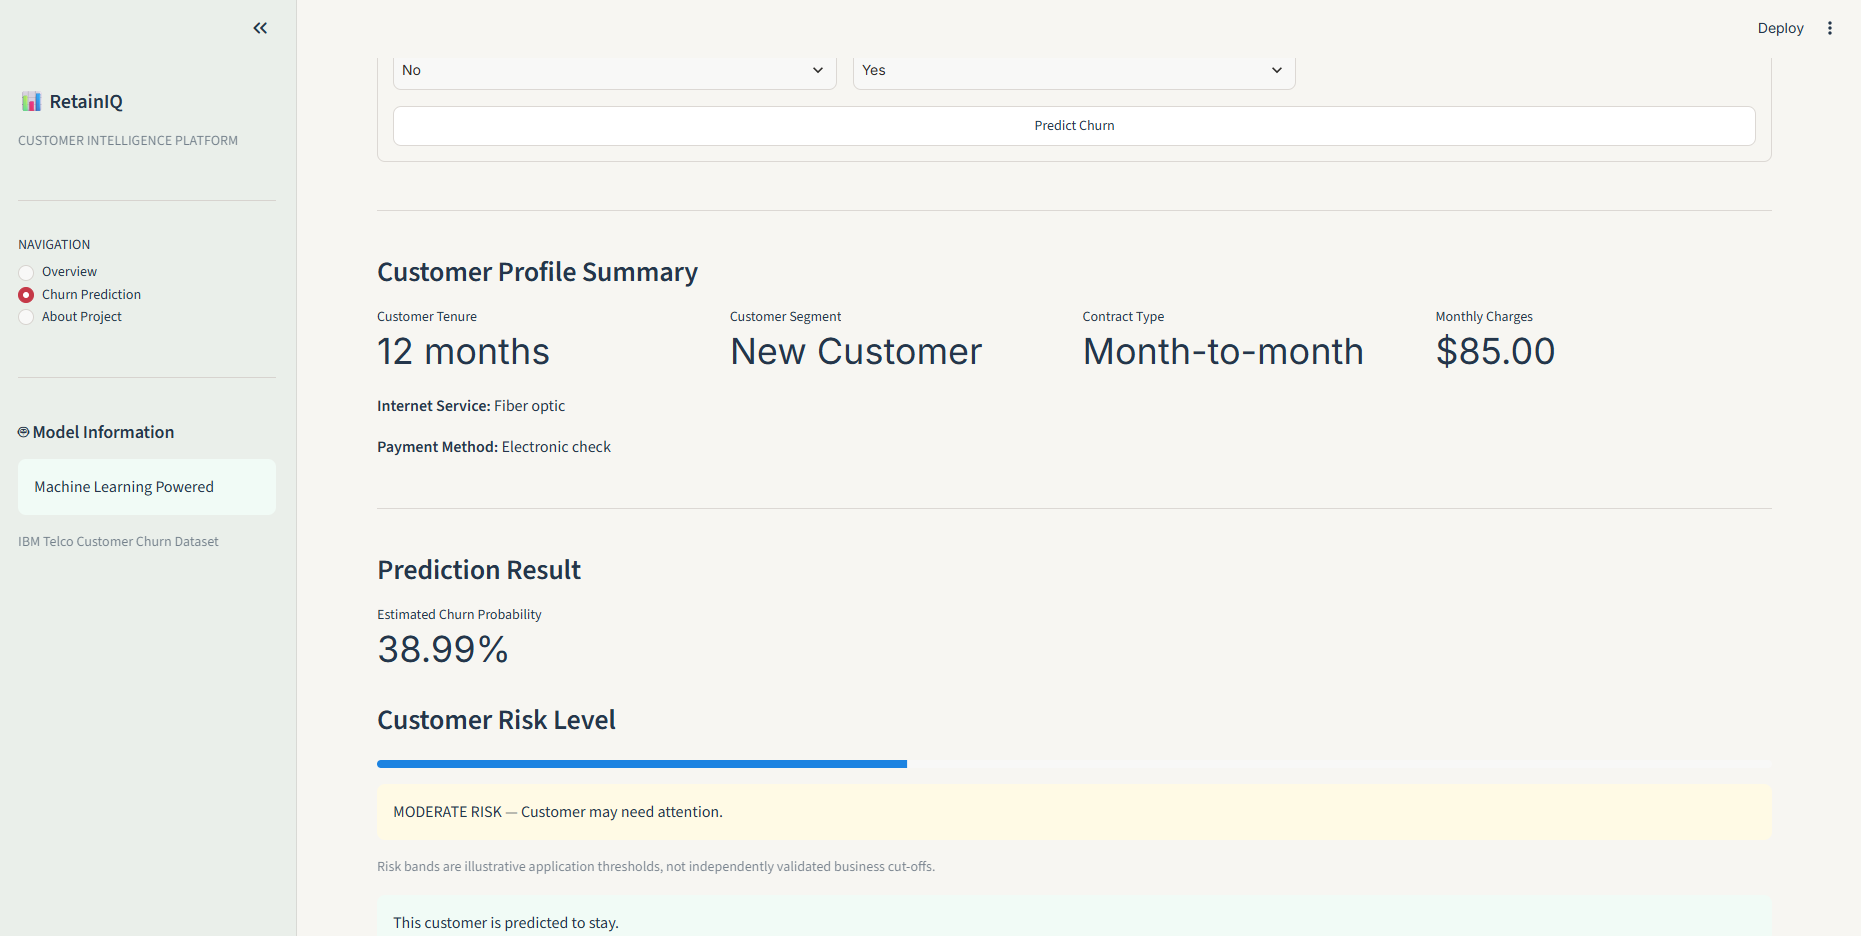 Deploy
RetainIQ
CUSTOMER INTELLIGENCE PLATFORM
NAVIGATION
Overview
Churn Prediction
About Project
Model Information
Machine Learning Powered
IBM Telco Customer Churn Dataset
No
Yes
Predict Churn
Customer Profile Summary
Customer Tenure
12 months
Customer Segment
New Customer
Contract Type
Month-to-month
Monthly Charges
$85.00
Internet Service: Fiber optic
Payment Method: Electronic check
Prediction Result
Estimated Churn Probability
38.99%
Customer Risk Level
MODERATE RISK — Customer may need attention.
Risk bands are illustrative application thresholds, not independently validated business cut-offs.
This customer is predicted to stay.